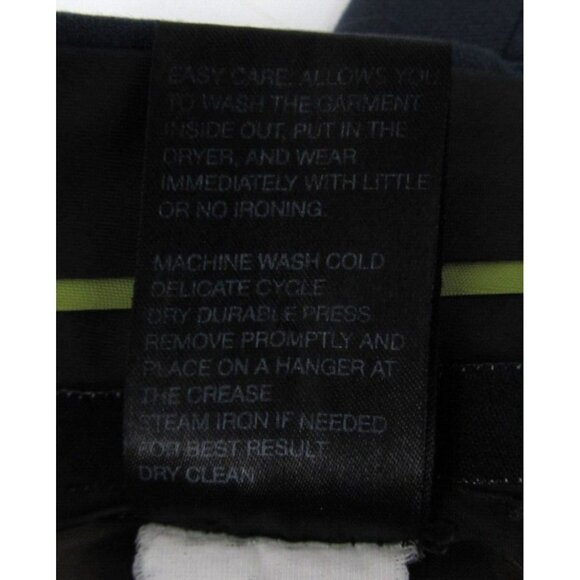 EASY CARE: ALLOWS YOU
TO WASH THE GARMENT
INSIDE OUT, PUT IN THE
DRYER, AND WEAR
IMMEDIATELY WITH LITTLE
OR NO IRONING.
MACHINE WASH COLD
DELICATE CYCLE
DRY DURABLE PRESS
REMOVE PROMPTLY AND
PLACE ON A HANGER AT
THE CREASE
STEAM IRON IF NEEDED
FOR BEST RESULT
DRY CLEAN